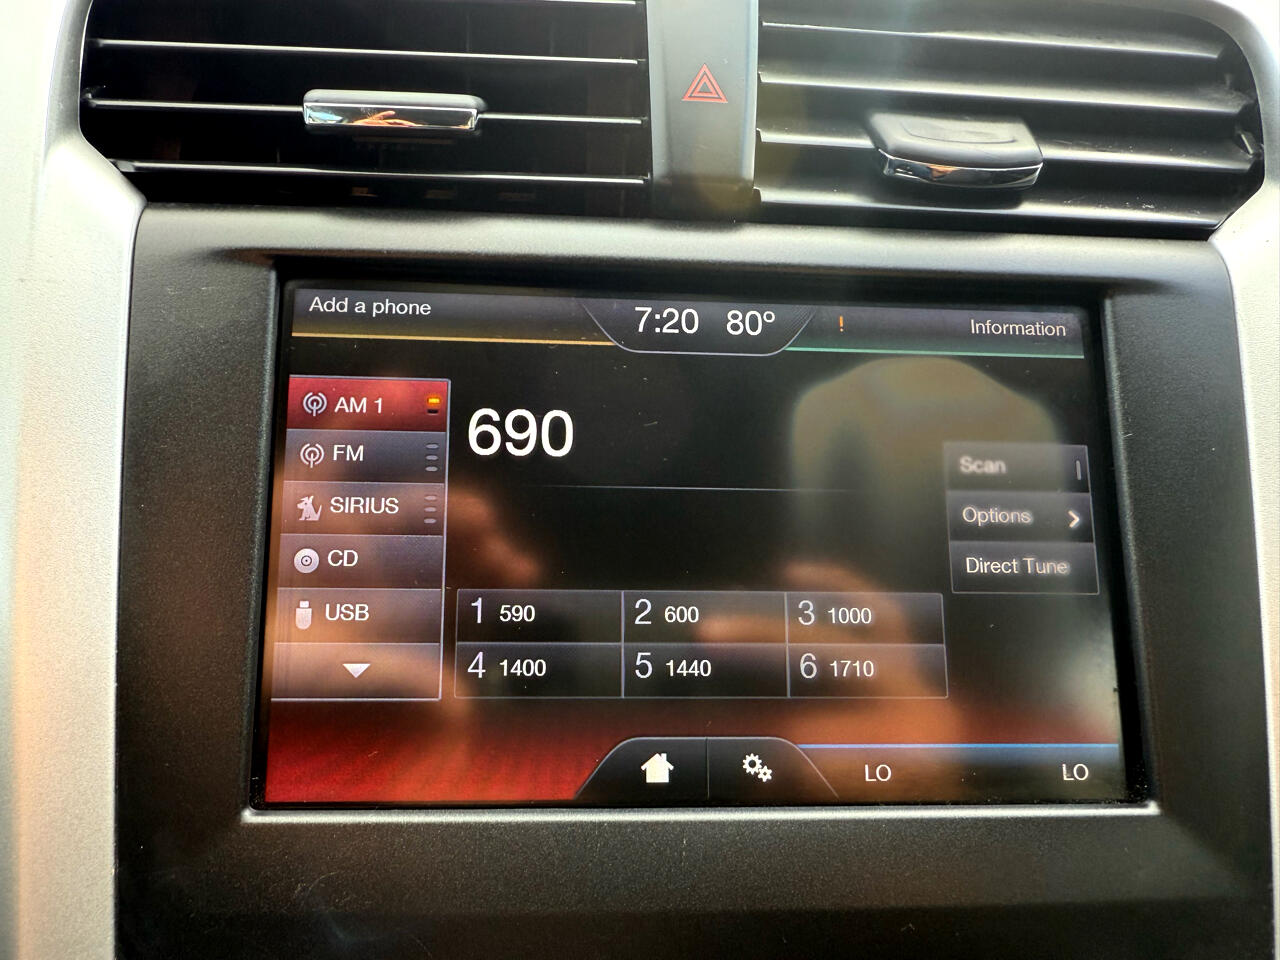 Add a phone
7:20 80°
!
Information
AM 1
FM
SIRIUS
CD
USB
690
Scan
Options
Direct Tune
1 590
2 600
3 1000
4 1400
5 1440
6 1710
LO
LO